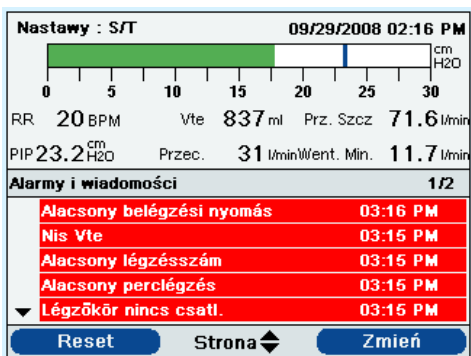 Nastawy : S/T 09/29/2008 02:16 PM
cm H2O
0 5 10 15 20 25 30
RR 20 BPM Vte 837 ml Prz. Szcz 71.6 l/min
PIP 23.2 cm H2O Przec. 31 l/min Went. Min. 11.7 l/min
Alarmy i wiadomości 1/2
Alacsony belégzési nyomás 03:16 PM
Nis Vte 03:15 PM
Alacsony légzésszám 03:15 PM
Alacsony perclégzés 03:15 PM
Légzőkör nincs csatl. 03:15 PM
Reset Strona Zmień